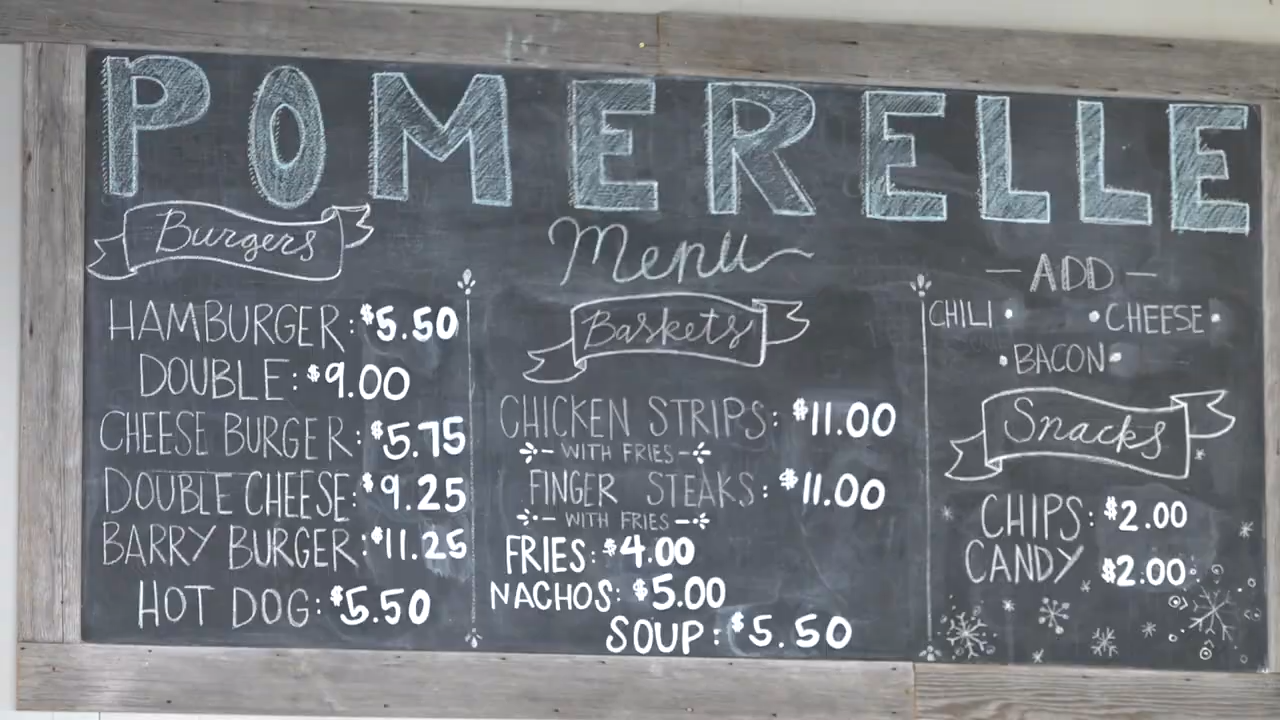 POMERELLE
Menu
Burgers
HAMBURGER: $5.50
DOUBLE: $9.00
CHEESE BURGER: $5.75
DOUBLE CHEESE: $9.25
BARRY BURGER: $11.25
HOT DOG: $5.50
Baskets
CHICKEN STRIPS: $11.00
- WITH FRIES -
FINGER STEAKS: $11.00
- WITH FRIES -
FRIES: $4.00
NACHOS: $5.00
SOUP: $5.50
- ADD -
CHILI • • CHEESE •
• BACON •
Snacks
CHIPS: $2.00
CANDY $2.00